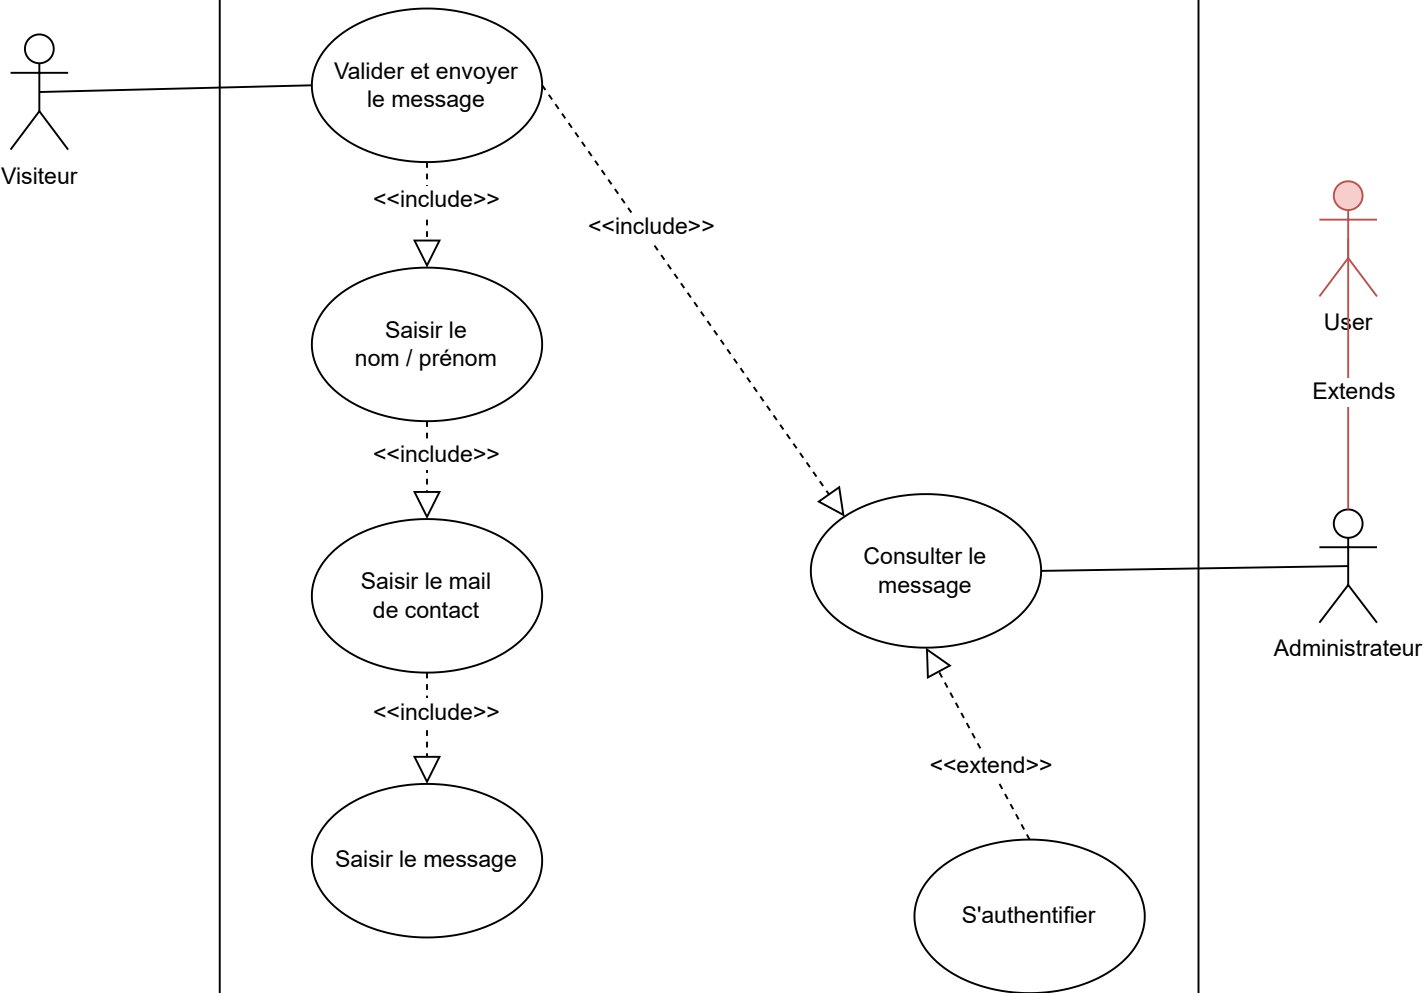 Valider et envoyer
le message
Visiteur
<<include>>
<<include>>
Saisir le
nom / prénom
User
Extends
<<include>>
Saisir le mail
de contact
Consulter le
message
Administrateur
<<include>>
<<extend>>
Saisir le message
S'authentifier